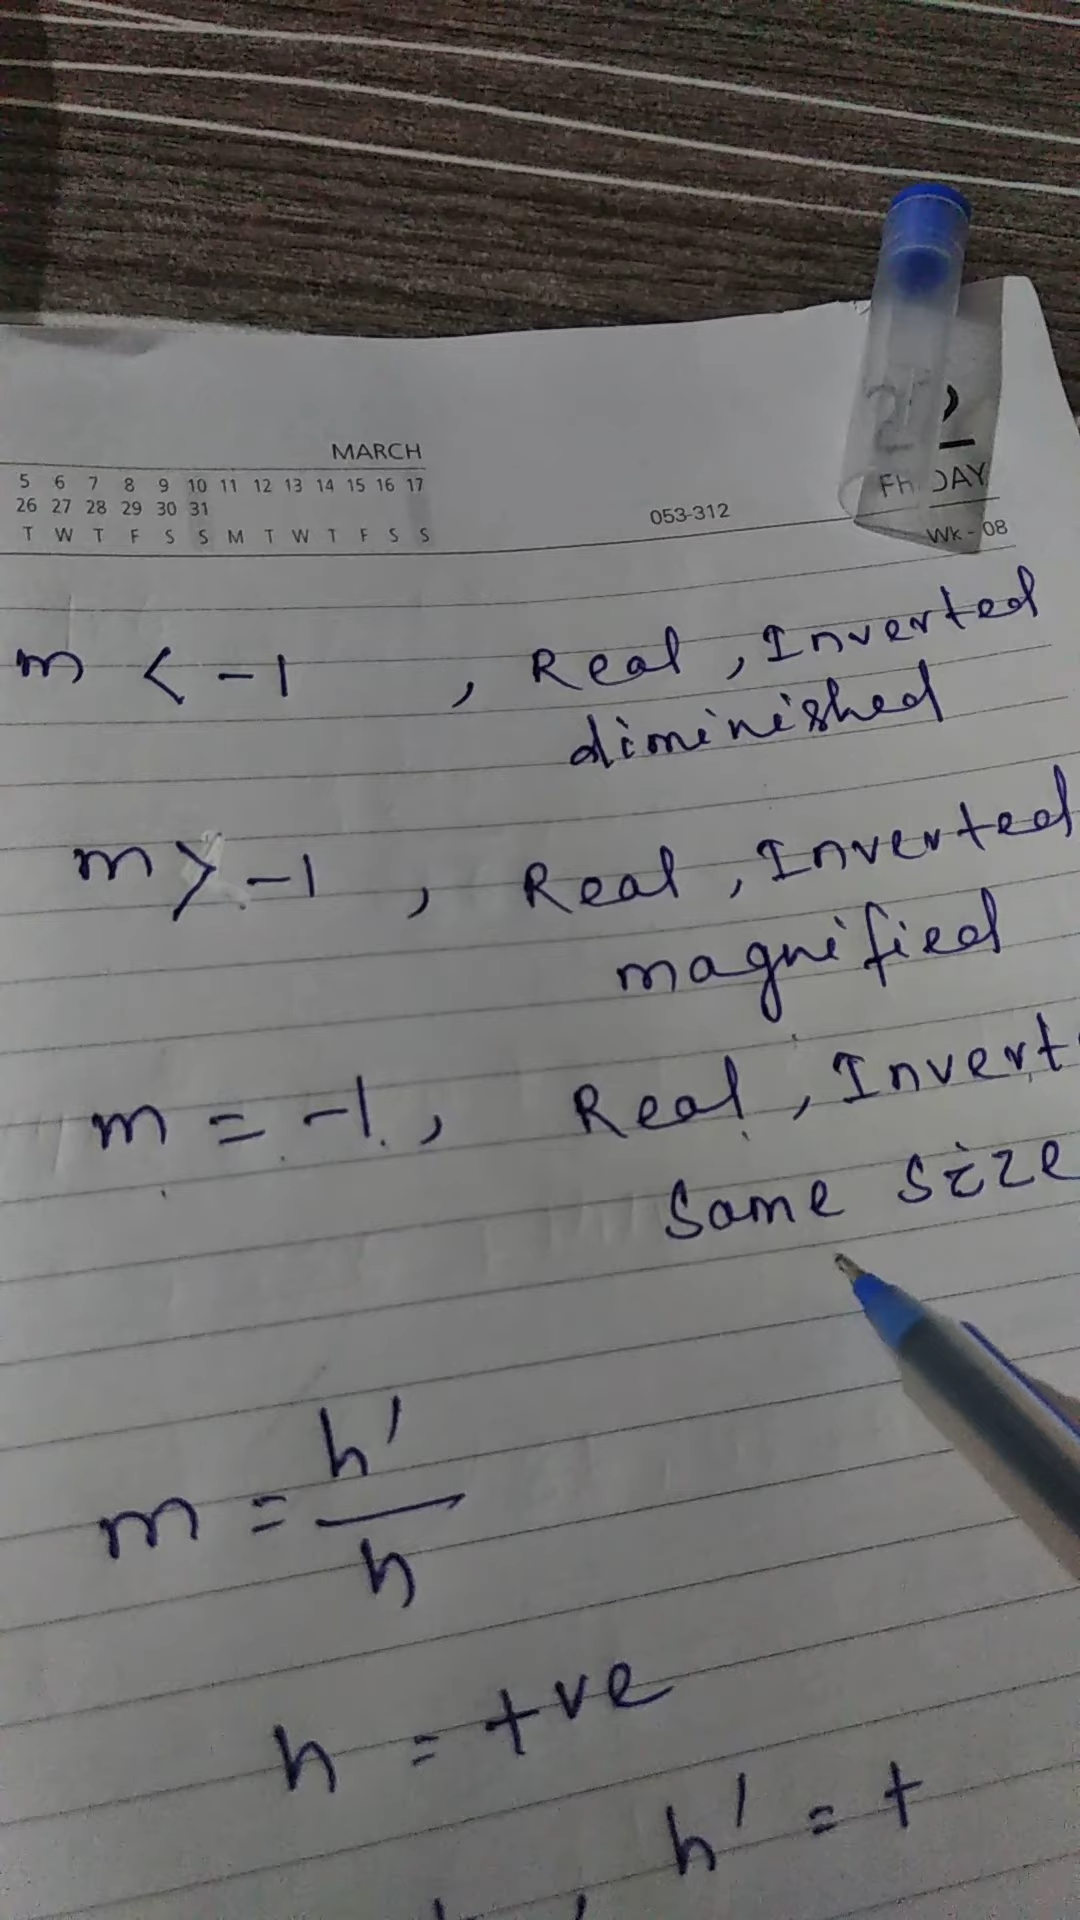 MARCH
5 6 7 8 9 10 11 12 13 14 15 16 17
26 27 28 29 30 31
T W T F S S M T W T F S S
053-312
Wk - 08
m < -1 , Real , Inverted
diminished
m > -1 , Real , Inverted
magnified
m = -1 , Real , Invert
Same size
m = h'/h
h = +ve
h' = +